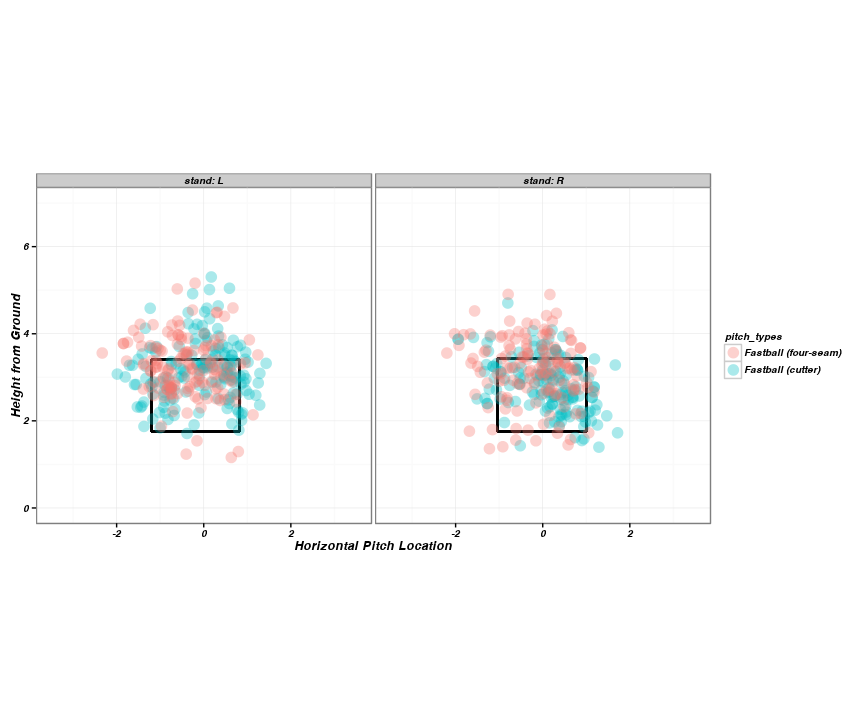 stand: L
stand: R
Height from Ground
6
4
2
0
-2
0
2
-2
0
2
Horizontal Pitch Location
pitch_types
Fastball (four-seam)
Fastball (cutter)